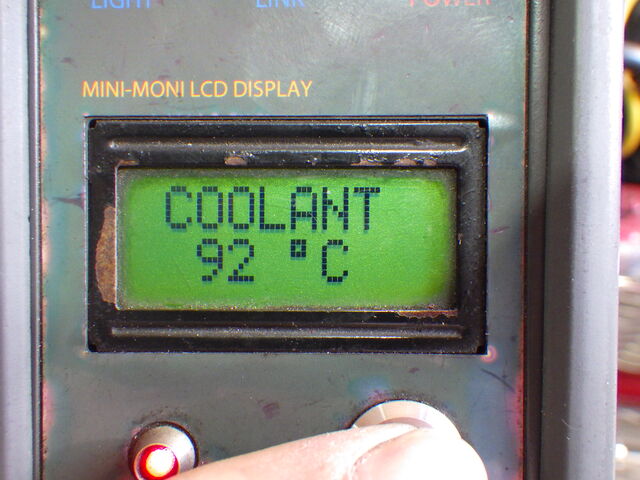 LIGHT LINK POWER
MINI-MONI LCD DISPLAY
COOLANT
92 °C